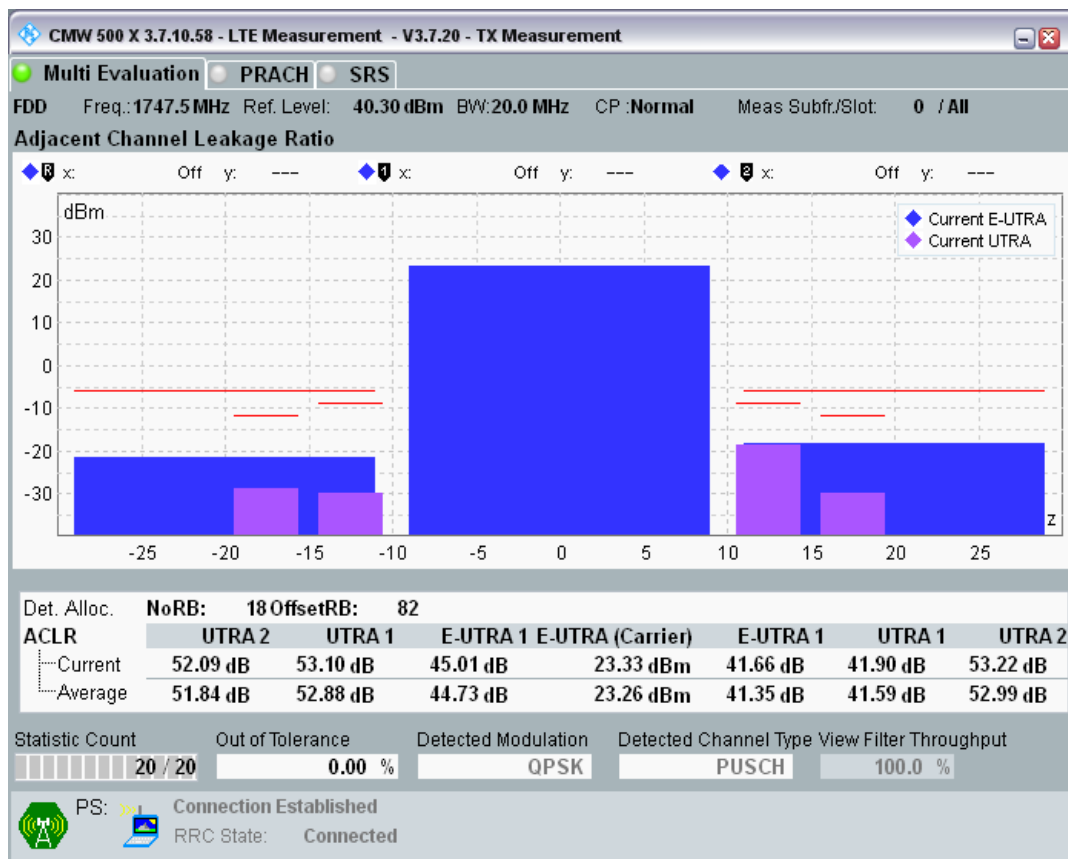 CMW 500 X 3.7.10.58 - LTE Measurement - V3.7.20 - TX Measurement
Multi Evaluation PRACH SRS
FDD Freq.:1747.5 MHz Ref. Level: 40.30 dBm BW:20.0 MHz CP :Normal Meas Subfr./Slot: 0 / All
Adjacent Channel Leakage Ratio
R x: Off y: --- 1 x: Off y: --- 2 x: Off y: ---
dBm
Current E-UTRA
Current UTRA
30
20
10
0
-10
-20
-30
z
-25 -20 -15 -10 -5 0 5 10 15 20 25
Det. Alloc. NoRB: 18 OffsetRB: 82
ACLR UTRA 2 UTRA 1 E-UTRA 1 E-UTRA (Carrier) E-UTRA 1 UTRA 1 UTRA 2
Current 52.09 dB 53.10 dB 45.01 dB 23.33 dBm 41.66 dB 41.90 dB 53.22 dB
Average 51.84 dB 52.88 dB 44.73 dB 23.26 dBm 41.35 dB 41.59 dB 52.99 dB
Statistic Count Out of Tolerance Detected Modulation Detected Channel Type View Filter Throughput
20 / 20 0.00 % QPSK PUSCH 100.0 %
PS: Connection Established
RRC State: Connected